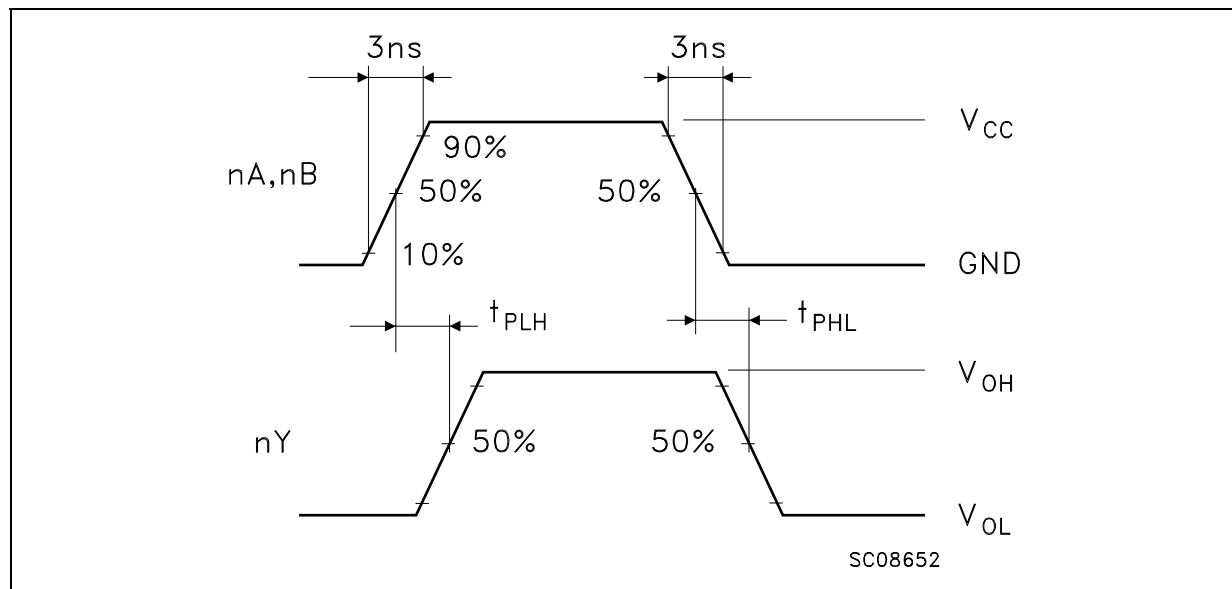 3ns 3ns
V_CC
90%
nA,nB
50% 50%
10%
GND
t_PLH t_PHL
V_OH
nY
50% 50%
V_OL
SC08652